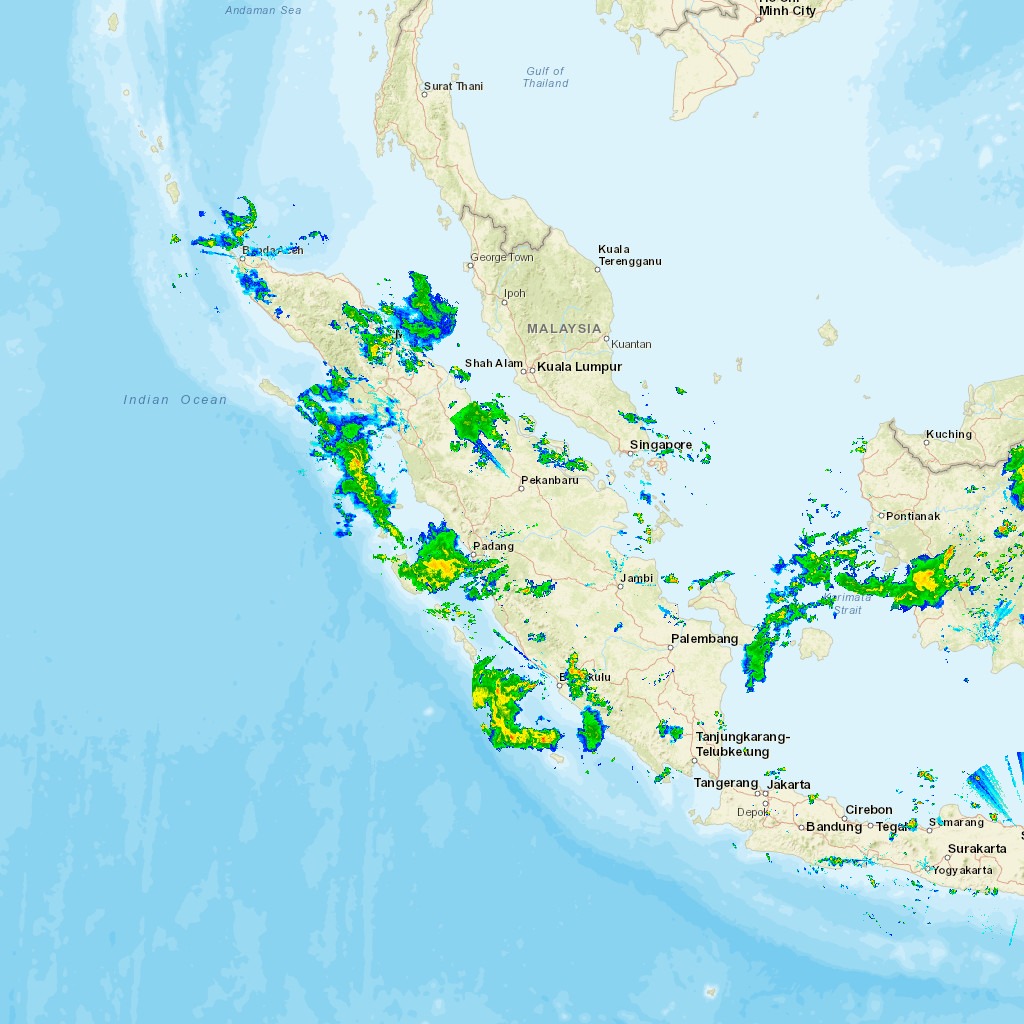 Andaman Sea
Minh City
Gulf of
Thailand
Surat Thani
George Town
Kuala
Terengganu
Ipoh
MALAYSIA
Kuantan
Shah Alam
Kuala Lumpur
Indian Ocean
Singapore
Kuching
Pekanbaru
Pontianak
Padang
Jambi
Karimata
Strait
Palembang
Tanjungkarang-
Telubketung
Tangerang
Jakarta
Depok
Cirebon
Bandung
Tegal
Semarang
Surakarta
Yogyakarta